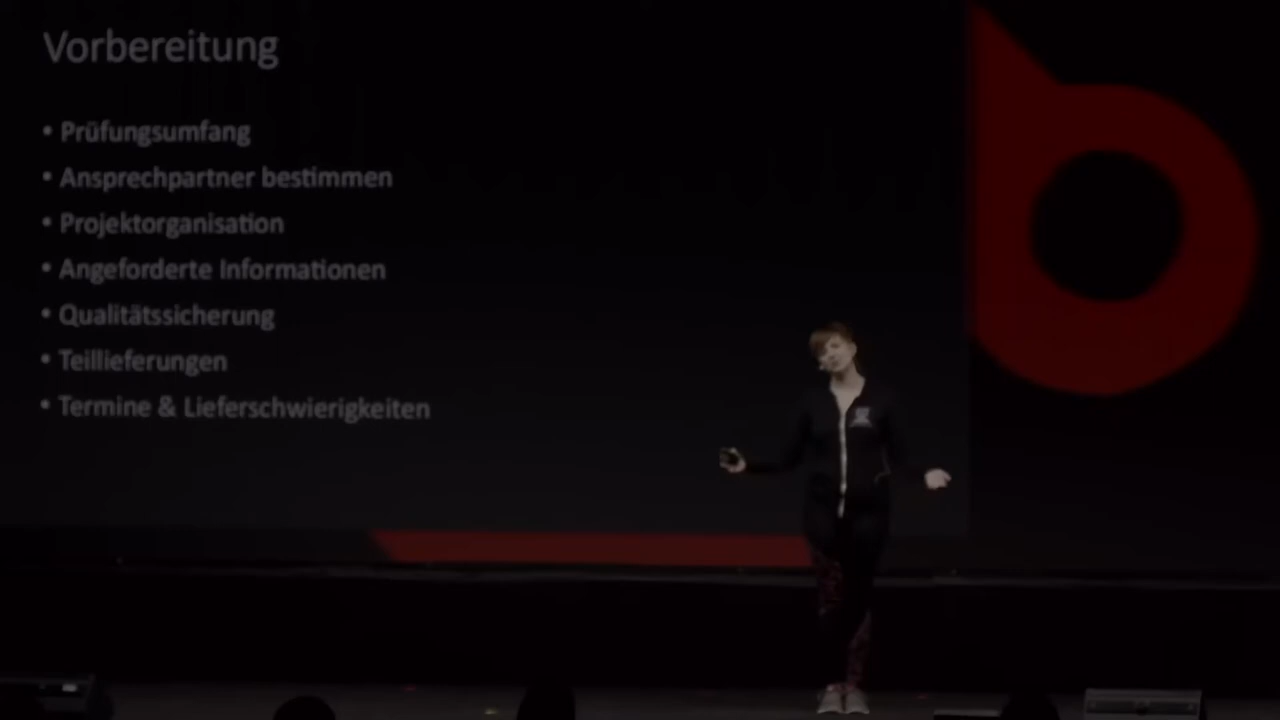 Vorbereitung
• Prüfungsumfang
• Ansprechpartner bestimmen
• Projektorganisation
• Angeforderte Informationen
• Qualitätssicherung
• Teillieferungen
• Termine & Lieferschwierigkeiten